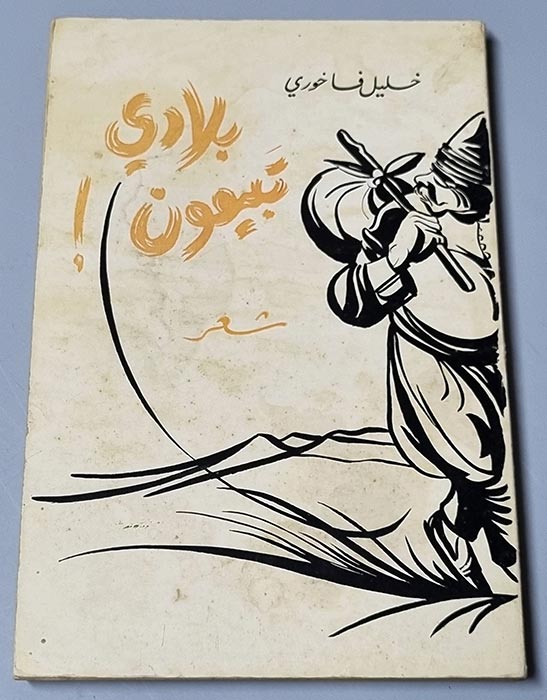 خليل فاخوري
بلادي
تبيعون
!
شعر